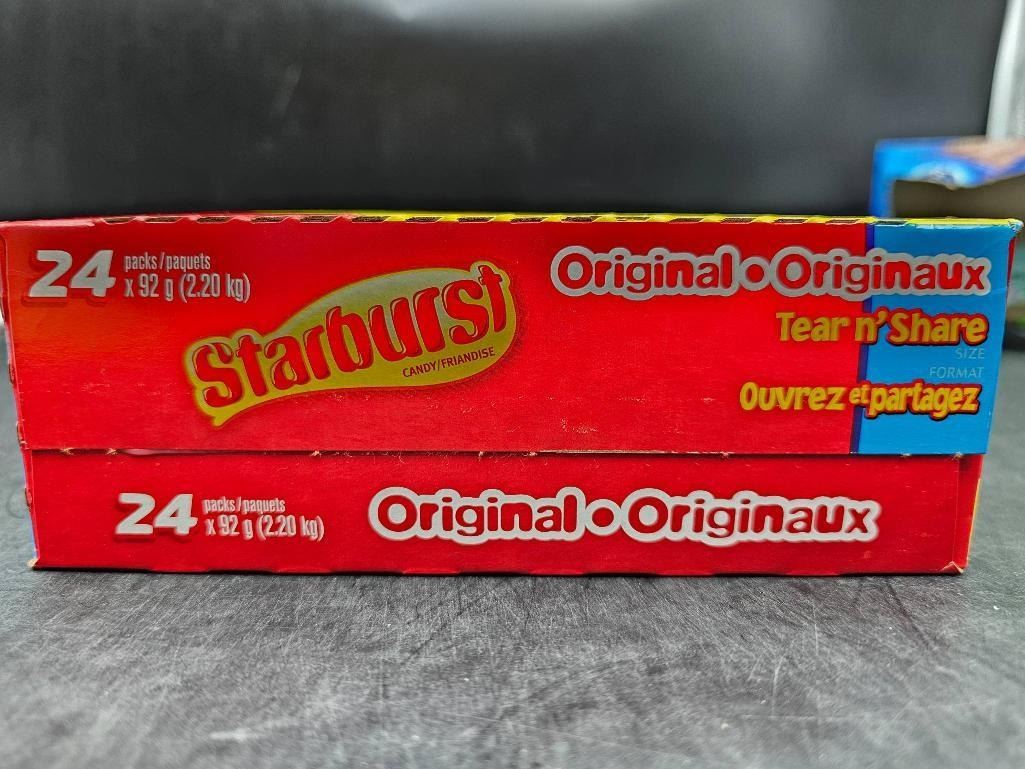 24 packs/paquets
x 92 g (2.20 kg)
Starburst
CANDY/FRIANDISE
Original • Originaux
Tear n' Share
SIZE
FORMAT
Ouvrez et partagez
24 packs/paquets
x 92 g (2.20 kg)
Original • Originaux